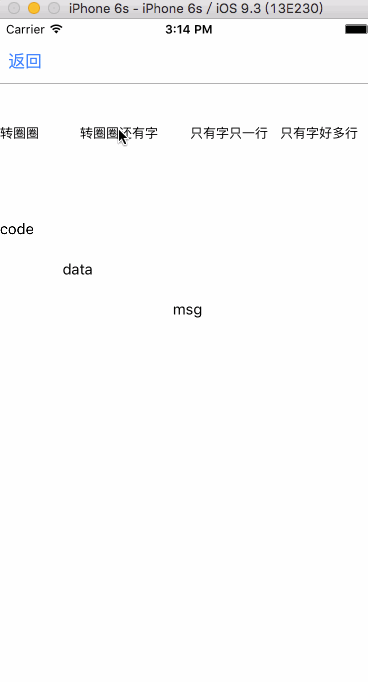 iPhone 6s - iPhone 6s / iOS 9.3 (13E230)
Carrier 3:14 PM
返回
转圈圈 转圈圈还有字 只有字只一行 只有字好多行
code
data
msg